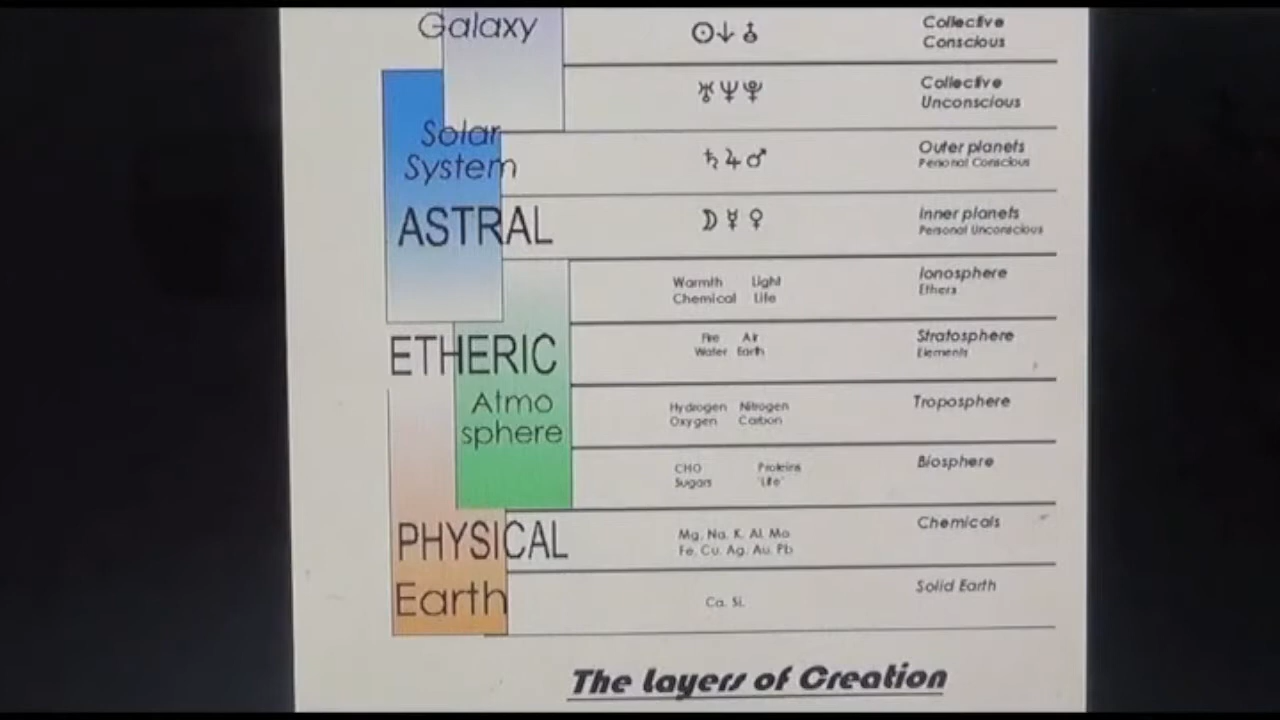 Galaxy
☉↓♁
Collective
Conscious
♅♆♇
Collective
Unconscious
Solar
System
♄♃♂
Outer planets
Personal Conscious
ASTRAL
☽☿♀
Inner planets
Personal Unconscious
Warmth Light
Chemical Life
Ionosphere
Ethers
ETHERIC
Fire Air
Water Earth
Stratosphere
Elements
Atmo
sphere
Hydrogen Nitrogen
Oxygen Carbon
Troposphere
CHO Proteins
Sugars 'Life'
Biosphere
PHYSICAL
Mg. Na. K. Al. Mo
Fe. Cu. Ag. Au. Pb
Chemicals
Earth
Ca. Si.
Solid Earth
The Layers of Creation